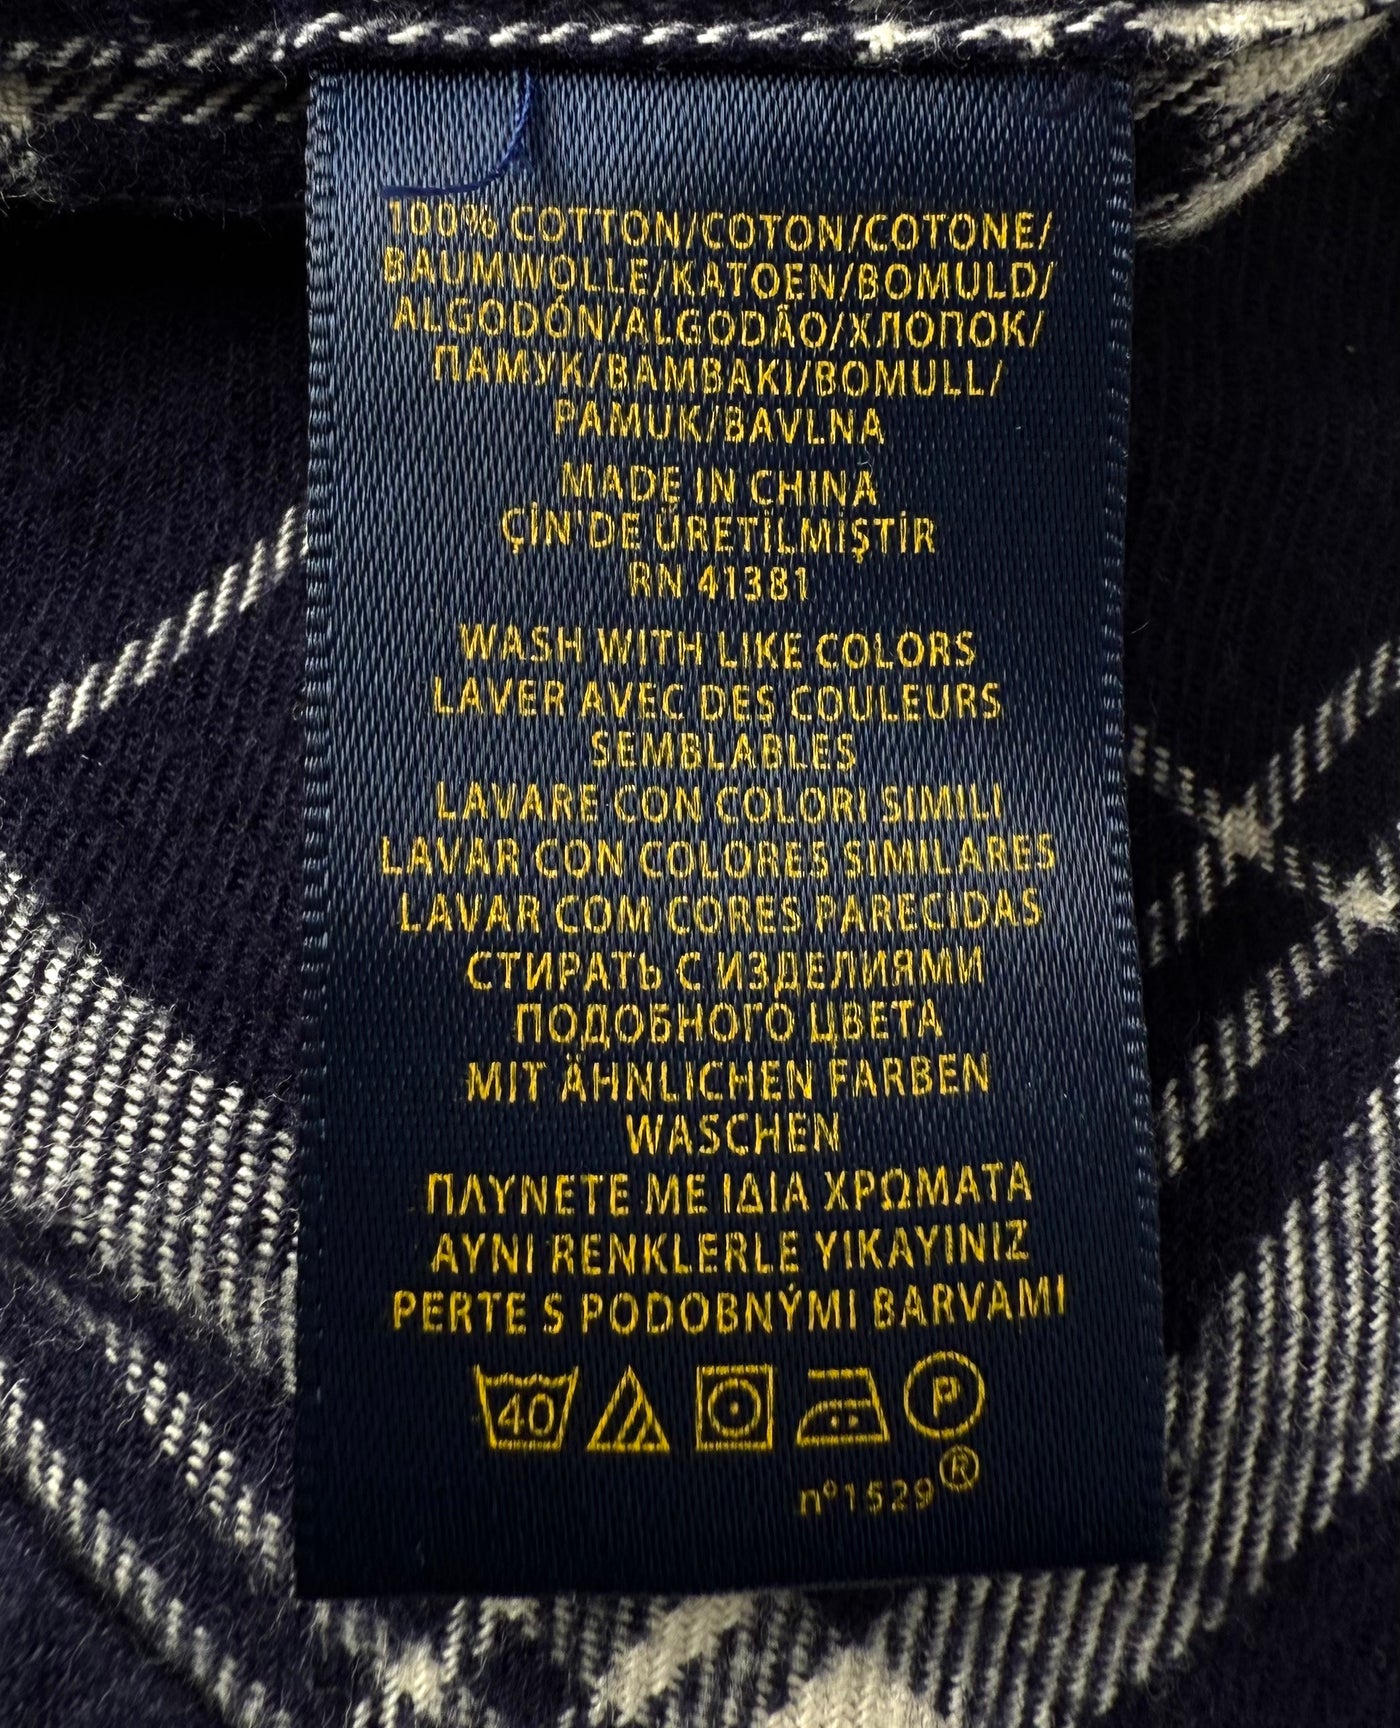 100% COTTON/COTON/COTONE/
BAUMWOLLE/KATOEN/BOMULD/
ALGODÓN/ALGODÃO/ХЛОПОК/
ПАМУК/BAMBAKI/BOMULL/
PAMUK/BAVLNA
MADE IN CHINA
ÇİN'DE ÜRETİLMİŞTİR
RN 41381
WASH WITH LIKE COLORS
LAVER AVEC DES COULEURS
SEMBLABLES
LAVARE CON COLORI SIMILI
LAVAR CON COLORES SIMILARES
LAVAR COM CORES PARECIDAS
СТИРАТЬ С ИЗДЕЛИЯМИ
ПОДОБНОГО ЦВЕТА
MIT ÄHNLICHEN FARBEN
WASCHEN
ΠΛΥΝΕΤΕ ΜΕ ΙΔΙΑ ΧΡΩΜΑΤΑ
AYNI RENKLERLE YIKAYINIZ
PERTE S PODOBNÝMI BARVAMI
40 P
nº1529®